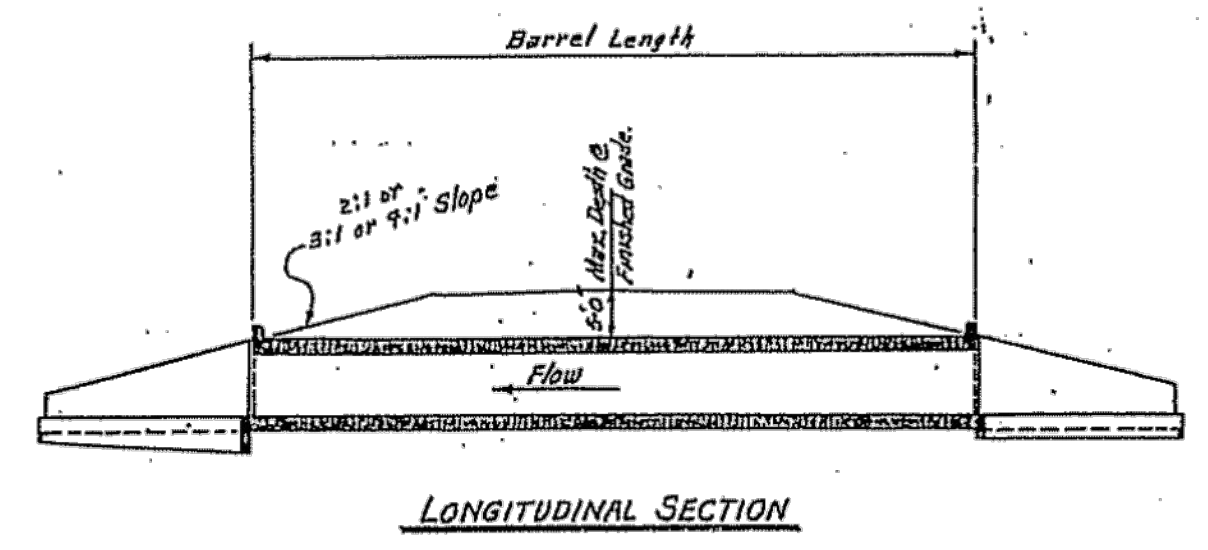 Barrel Length
2:1 or
3:1 or 4:1 Slope
5'-0" Max. Depth @
Finished Grade.
Flow
LONGITUDINAL SECTION